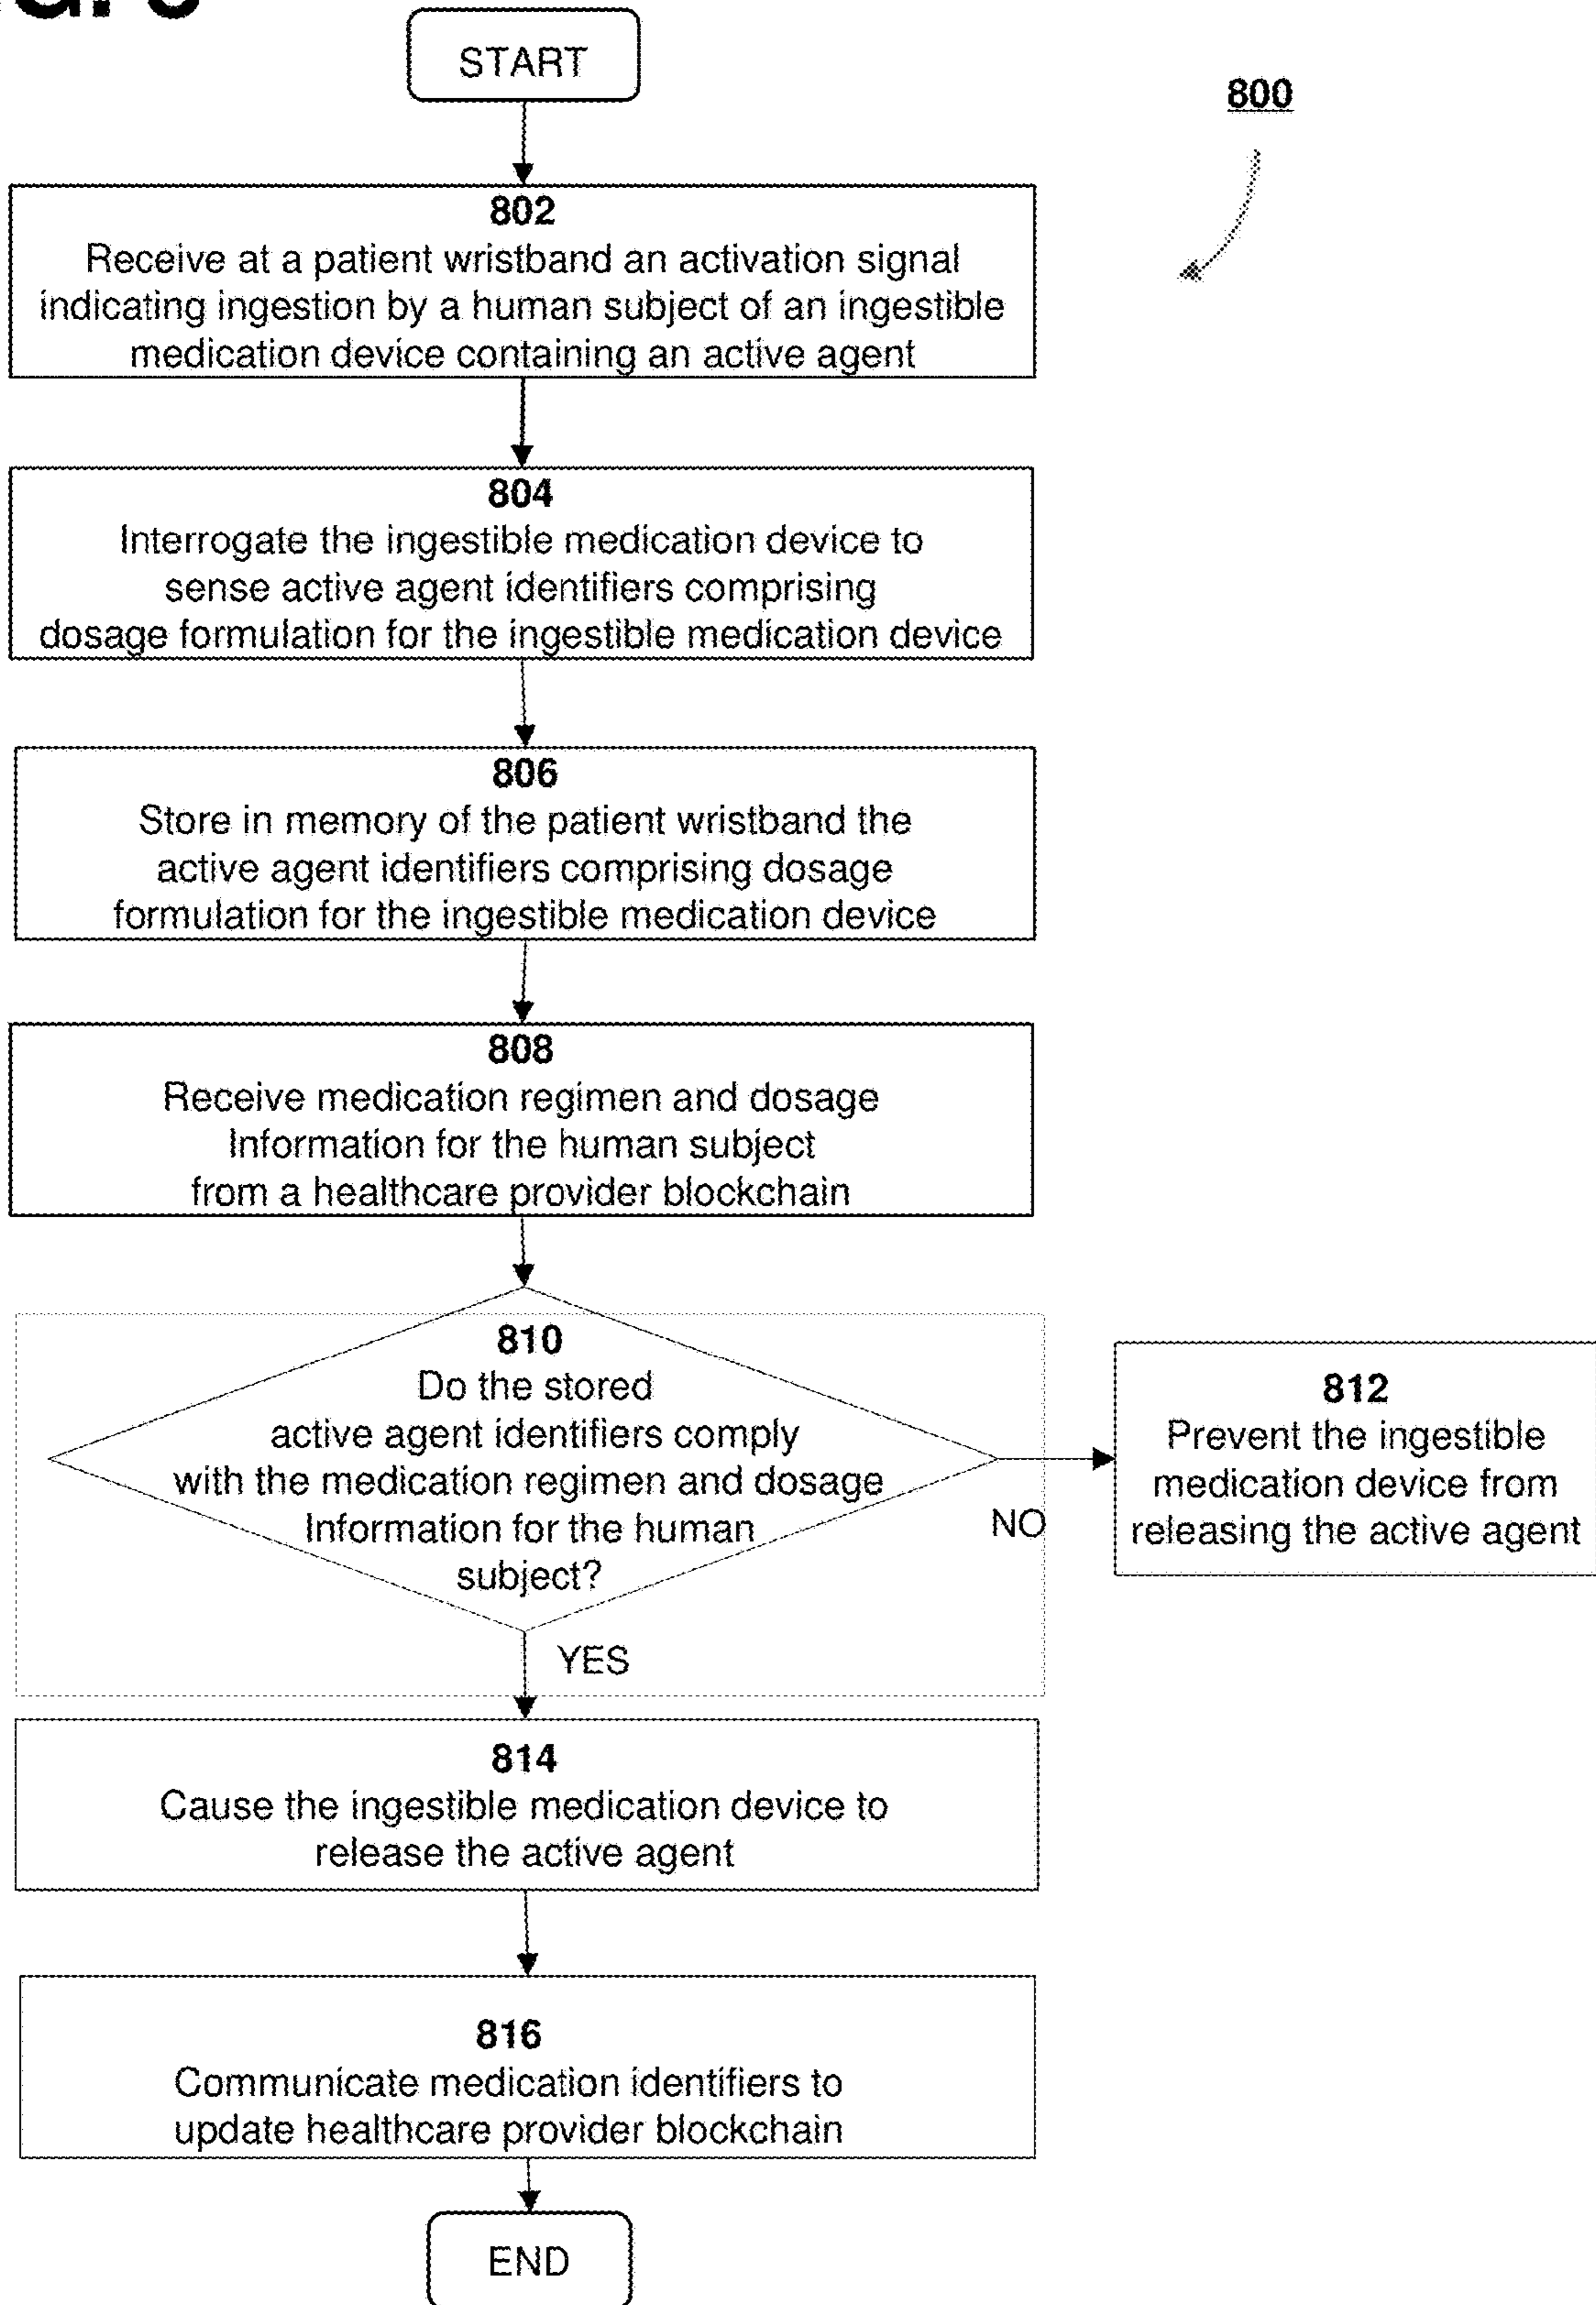 START
800
802
Receive at a patient wristband an activation signal
indicating ingestion by a human subject of an ingestible
medication device containing an active agent
804
Interrogate the ingestible medication device to
sense active agent identifiers comprising
dosage formulation for the ingestible medication device
806
Store in memory of the patient wristband the
active agent identifiers comprising dosage
formulation for the ingestible medication device
808
Receive medication regimen and dosage
Information for the human subject
from a healthcare provider blockchain
810
Do the stored
active agent identifiers comply
with the medication regimen and dosage
Information for the human
subject?
NO
812
Prevent the ingestible
medication device from
releasing the active agent
YES
814
Cause the ingestible medication device to
release the active agent
816
Communicate medication identifiers to
update healthcare provider blockchain
END